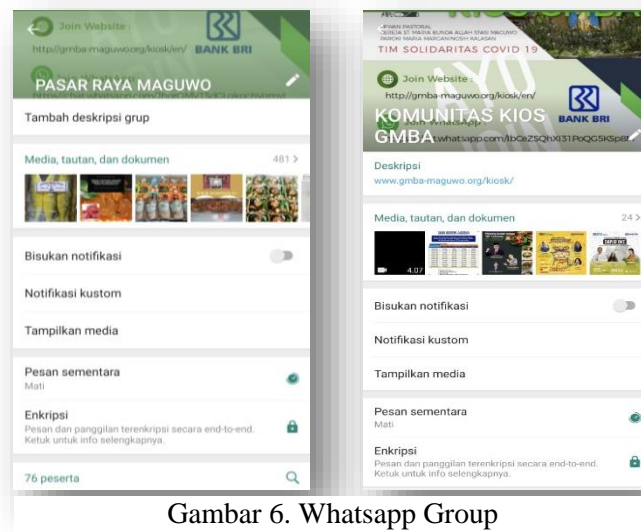 Join Website :
http//gmba-maguwo.org/kiosk/en/
BANK BRI
PASAR RAYA MAGUWO
Tambah deskripsi grup
Media, tautan, dan dokumen
481 >
Bisukan notifikasi
Notifikasi kustom
Tampilkan media
Pesan sementara
Mati
Enkripsi
Pesan dan panggilan terenkripsi secara end-to-end.
Ketuk untuk info selengkapnya.
76 peserta
TIM SOLIDARITAS COVID 19
Join Website :
http://gmba-maguwo.org/kiosk/en/
BANK BRI
KOMUNITAS KIOS
GMBA
Deskripsi
www.gmba-maguwo.org/kiosk/
Media, tautan, dan dokumen
24 >
4.07
Bisukan notifikasi
Notifikasi kustom
Tampilkan media
Pesan sementara
Mati
Enkripsi
Pesan dan panggilan terenkripsi secara end-to-end.
Ketuk untuk info selengkapnya.
Gambar 6. Whatsapp Group